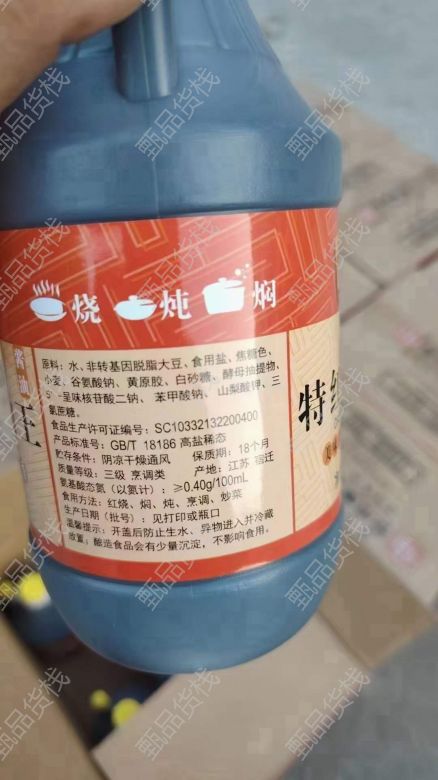 烧 炖 焖
原料：水、非转基因脱脂大豆、食用盐、焦糖色、
小麦、谷氨酸钠、黄原胶、白砂糖、酵母抽提物、
5′-呈味核苷酸二钠、苯甲酸钠、山梨酸钾、三
氯蔗糖。
食品生产许可证编号：SC10332132200400
产品标准号：GB/T 18186 高盐稀态
贮存条件：阴凉干燥通风 保质期：18个月
质量等级：三级 烹调类 产地：江苏 宿迁
氨基酸态氮（以氮计）：≥0.40g/100mL
食用方法：红烧、焖、炖、烹调、炒菜
生产日期（批号）：见打印或瓶口
温馨提示：开盖后防止生水、异物进入并冷藏
放置，酿造食品会有少量沉淀，不影响食用。
酱油
王
特
甄品货栈